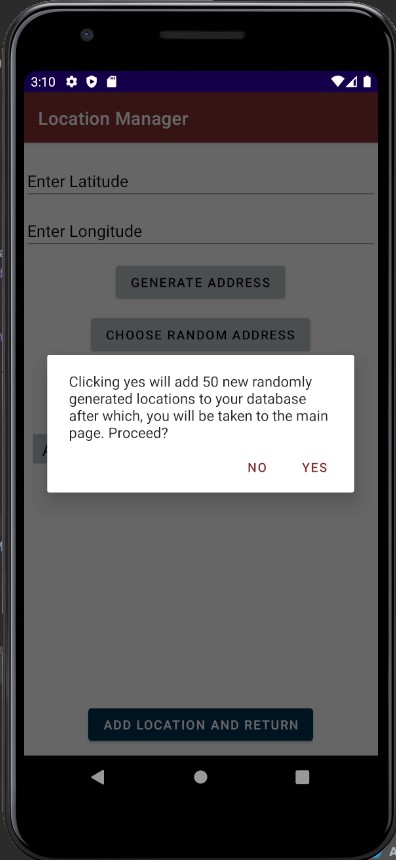 3:10
Location Manager
Enter Latitude
Enter Longitude
GENERATE ADDRESS
CHOOSE RANDOM ADDRESS
Clicking yes will add 50 new randomly
generated locations to your database
after which, you will be taken to the main
page. Proceed?
NO YES
ADD LOCATION AND RETURN